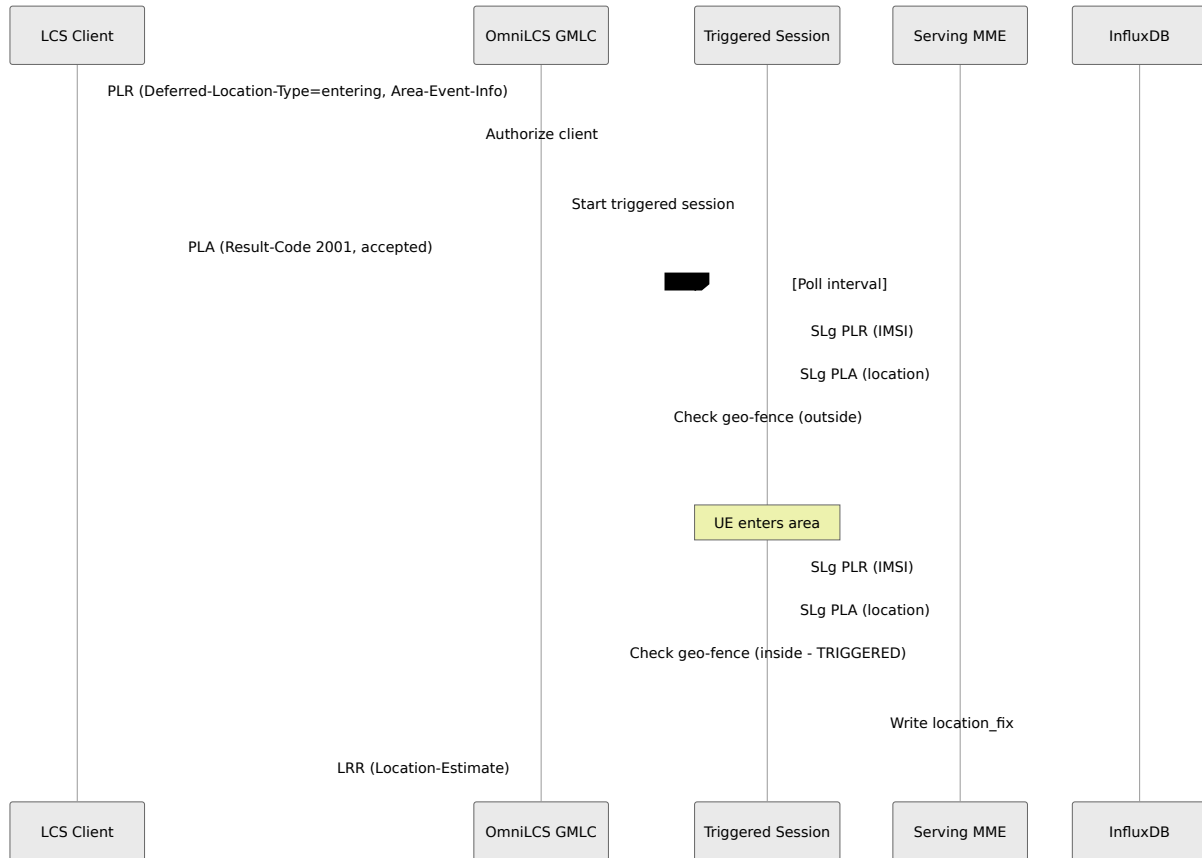 LCS Client
OmniLCS GMLC
Triggered Session
Serving MME
InfluxDB
PLR (Deferred-Location-Type=entering, Area-Event-Info)
Authorize client
Start triggered session
PLA (Result-Code 2001, accepted)
[Poll interval]
SLg PLR (IMSI)
SLg PLA (location)
Check geo-fence (outside)
UE enters area
SLg PLR (IMSI)
SLg PLA (location)
Check geo-fence (inside - TRIGGERED)
Write location_fix
LRR (Location-Estimate)
LCS Client
OmniLCS GMLC
Triggered Session
Serving MME
InfluxDB